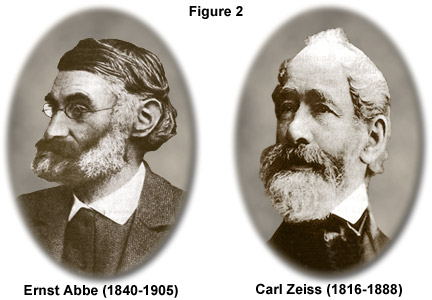 Figure 2
Ernst Abbe (1840-1905)
Carl Zeiss (1816-1888)